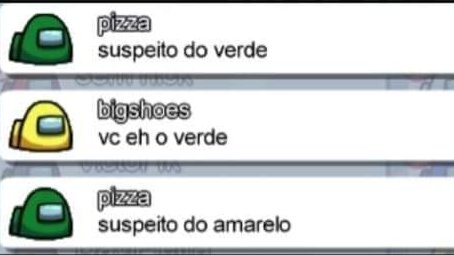 pizza
suspeito do verde
bigshoes
vc eh o verde
pizza
suspeito do amarelo